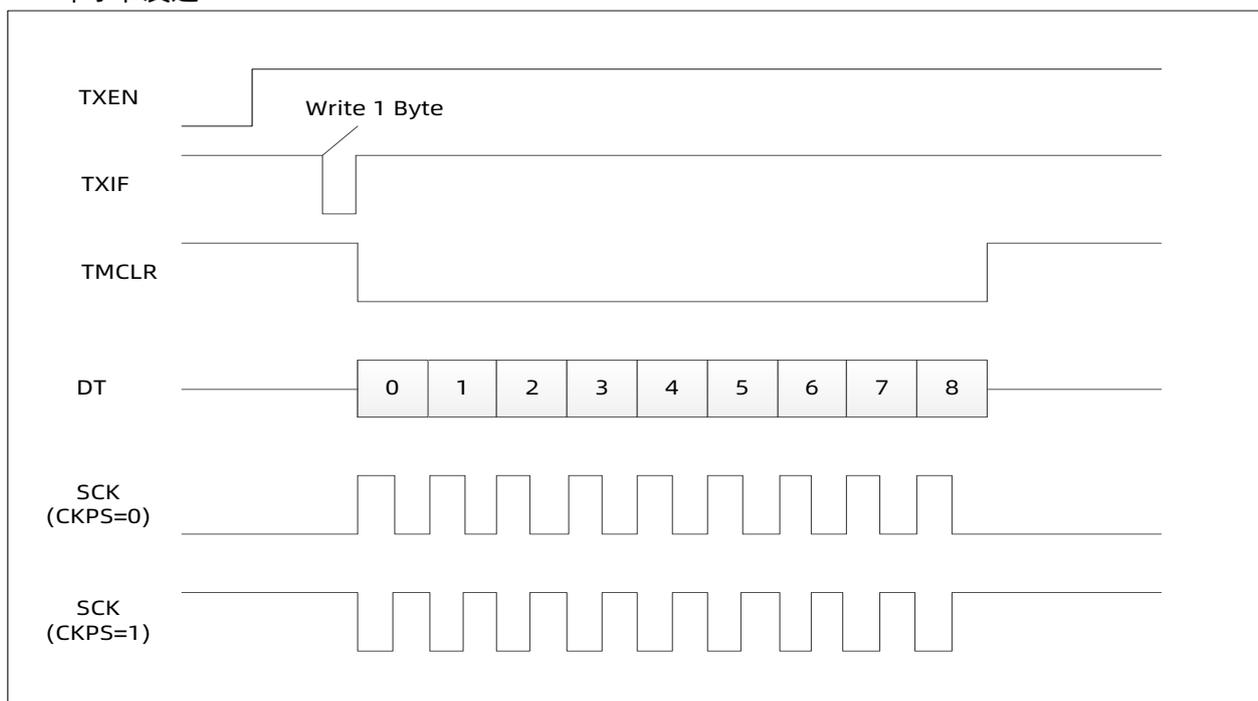 TXEN
Write 1 Byte
TXIF
TMCLR
DT
0 1 2 3 4 5 6 7 8
SCK
(CKPS=0)
SCK
(CKPS=1)